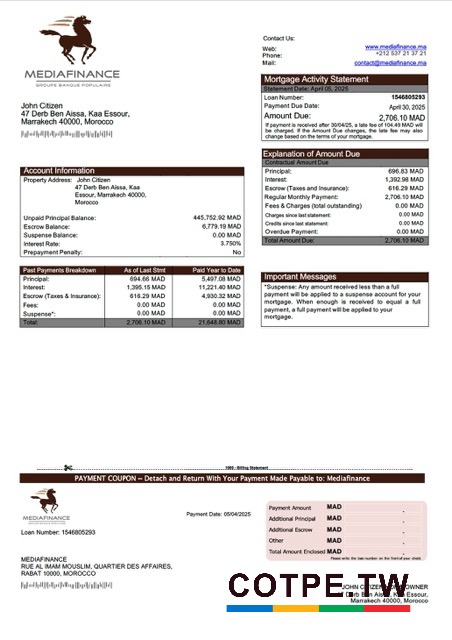 MEDIAFINANCE
GROUPE BANQUE POPULAIRE
Contact Us:
Web: www.mediafinance.ma
Phone: +212 537 21 37 21
Mail: contact@mediafinance.ma
Mortgage Activity Statement
Statement Date: April 05, 2025
Loan Number: 1546805293
Payment Due Date: April 30, 2025
Amount Due: 2,706.10 MAD
If payment is received after 30/04/25, a late fee of 104.49 MAD will
be charged. If the Amount Due changes, the late fee may also
change based on the terms of your mortgage.
John Citizen
47 Derb Ben Aissa, Kaa Essour,
Marrakech 40000, Morocco
Explanation of Amount Due
Contractual Amount Due
Principal: 696.83 MAD
Interest: 1,392.98 MAD
Escrow (Taxes and Insurance): 616.29 MAD
Regular Monthly Payment: 2,706.10 MAD
Fees & Charges (total outstanding) 0.00 MAD
Charges since last statement: 0.00 MAD
Credits since last statement: 0.00 MAD
Overdue Payment: 0.00 MAD
Total Amount Due: 2,706.10 MAD
Account Information
Property Address: John Citizen
47 Derb Ben Aissa, Kaa
Essour, Marrakech 40000,
Morocco
Unpaid Principal Balance: 445,752.92 MAD
Escrow Balance: 6,779.19 MAD
Suspense Balance: 0.00 MAD
Interest Rate: 3.750%
Prepayment Penalty: No
Past Payments Breakdown As of Last Stmt Paid Year to Date
Principal: 694.66 MAD 5,497.08 MAD
Interest: 1,395.15 MAD 11,221.40 MAD
Escrow (Taxes & Insurance): 616.29 MAD 4,930.32 MAD
Fees: 0.00 MAD 0.00 MAD
Suspense*: 0.00 MAD 0.00 MAD
Total: 2,706.10 MAD 21,648.80 MAD
Important Messages
*Suspense: Any amount received less than a full
payment will be applied to a suspense account for your
mortgage. When enough is received to equal a full
payment, a full payment will be applied to your
mortgage.
1000 - Billing Statement
PAYMENT COUPON – Detach and Return With Your Payment Made Payable to: Mediafinance
MEDIAFINANCE
GROUPE BANQUE POPULAIRE
Payment Date: 05/04/2025
Loan Number: 1546805293
Payment Amount MAD .
Additional Principal MAD .
Additional Escrow MAD .
Other MAD .
Total Amount Enclosed MAD .
Please write the loan number on the front of your check.
MEDIAFINANCE
RUE AL IMAM MOUSLIM, QUARTIER DES AFFAIRES,
RABAT 10000, MOROCCO
COTPE.TW
JOHN CITIZEN OWNER
47 Derb Ben Aissa, Kaa Essour,
Marrakech 40000, Morocco